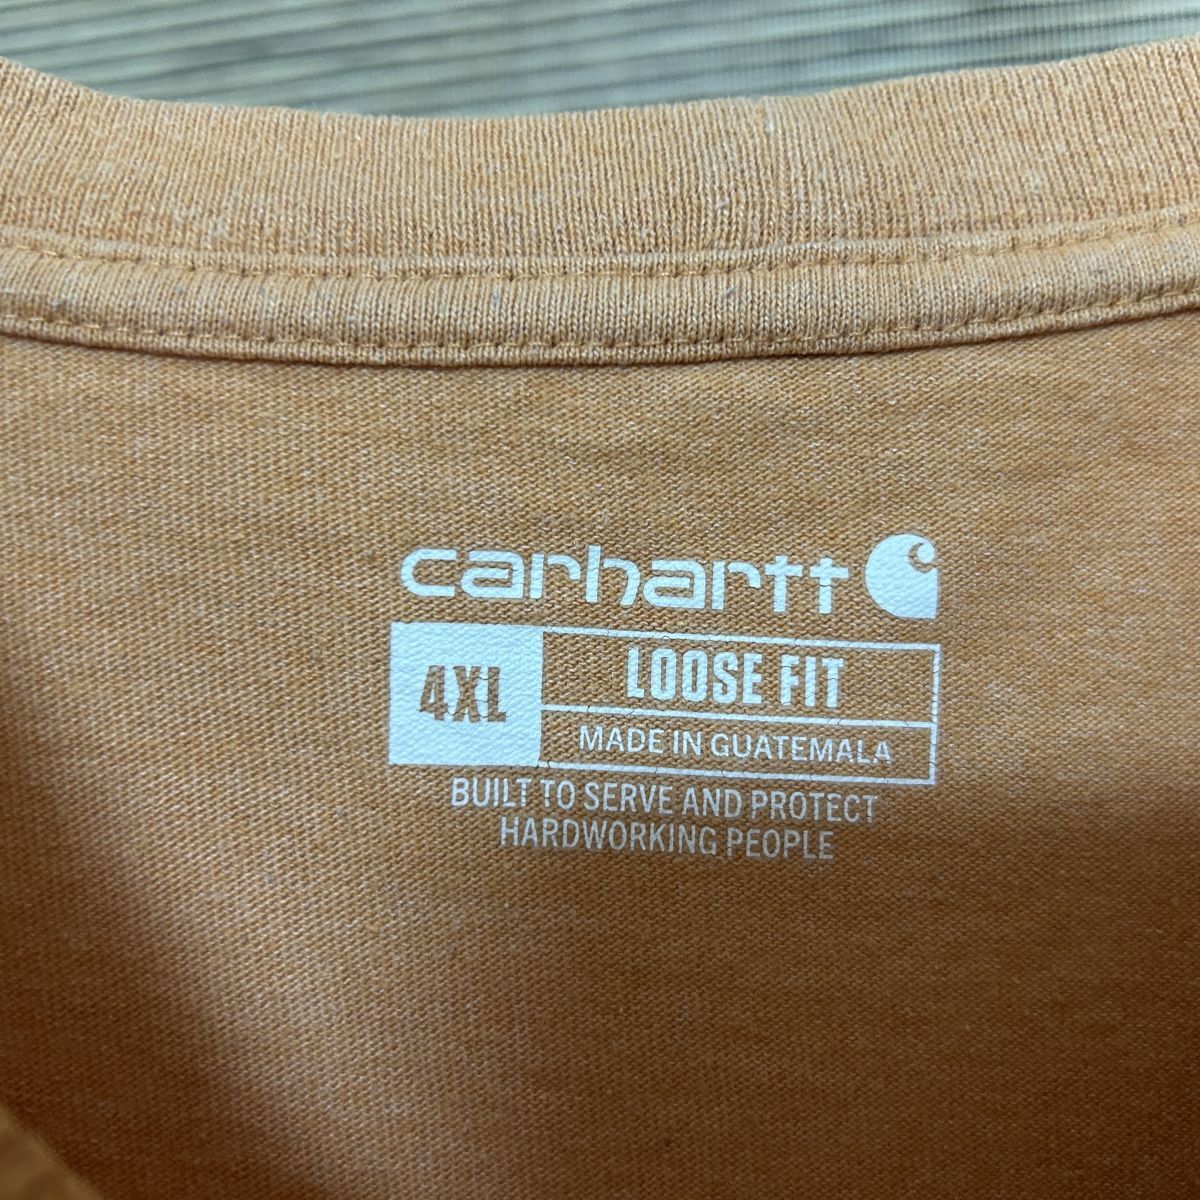 carhartt
4XL
LOOSE FIT
MADE IN GUATEMALA
BUILT TO SERVE AND PROTECT
HARDWORKING PEOPLE